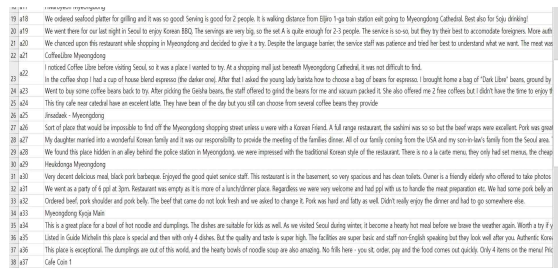 19 a18 We ordered seafood platter for grilling and it was so good! Serving is good for 2 people. It is walking distance from Eljiro 1-ga train station exit going to Myeongdong Cathedral. Best also for Soju drinking!
20 a19 We went there for our last night in Seoul to enjoy Korean BBQ. The servings are very big, so the set A is quite enough for 2-3 people. The service is so-so, but they try their best to accomodate foreigners. More auth
21 a20 We chanced upon this restaurant while shopping in Myeongdong and decided to give it a try. Despite the language barrier, the service staff was patience and tried her best to understand what we want. The meat was
22 a21 CoffeeLibre Myeongdong
I noticed Coffee Libre before visiting Seoul, so it was a place I wanted to try. At a shopping mall just beneath Myeongdong Cathedral, it was not difficult to find.
23 a22 In the coffee shop I had a cup of house blend espresso (the darker one). After that I asked the young lady barista how to choose a bag of beans for espresso. I brought home a bag of "Dark Libre" beans, ground by
24 a23 Went to buy some coffee beans back to try. After picking the Geisha beans, the staff offered to grind the beans for me and vacuum packed it. She also offered me 2 free coffees but I didn't have the time to enjoy th
25 a24 This tiny cafe near catedral have an excelent latte. They have bean of the day but you still can choose from several coffee beans they provide
26 a25 Jinsadaek - Myeongdong
27 a26 Sort of place that would be impossible to find off the Myeongdong shopping street unless u were with a Korean Friend. A full range restaurant, the sashimi was so so but the beef wraps were excellent. Pork was great
28 a27 My daughter married into a wonderful Korean family and it was our responsibility to provide the meeting of the families dinner. All of our family coming from the USA and my son-in-law's family from the Seoul area.
29 a28 We found this place hidden in an alley behind the police station in Myeongdong. we were impressed with the traditional Korean style of the restaurant. There is no a la carte menu, they only had set menus, the cheap
30 a29 Heukdonga Myeongdong
31 a30 Very decent delicious meal, black pork barbeque. Enjoyed the good quiet service staff. This restaurant is in the basement, so very spacious and has clean toilets. Owner is a friendly elderly who offered to take photos
32 a31 We went as a party of 6 ppl at 3pm. Restaurant was empty as it is more of a lunch/dinner place. Regardless we were very welcome and had ppl with us to handle the meat preparation etc. We had some pork belly an
33 a32 Ordered beef, pork shoulder and pork belly. The beef that came do not look fresh and we asked to change it. Pork was hard and fatty as well. Didn't really enjoy the dinner and had to go somewhere else.
34 a33 Myeongdong Kyoja Main
35 a34 This is a great place for a bowl of hot noodle and dumplings. The dishes are suitable for kids as well. As we visited Seoul during winter, it become a hearty hot meal before we brave the weather again. Worth a try if y
36 a35 Listed in Guide Michelin this place is special and then with only 4 dishes. But the quality and taste is super high. The facilities are super basic and staff non-English speaking but they look well after you. Authentic Korea
37 a36 This place is exceptional. The dumplings are out of this world, and the hearty bowls of noodle soup are also amazing. No frills here - you sit, order, pay and the food comes out quickly. Only 4 items on the menu!
38 a37 Cafe Coin 1